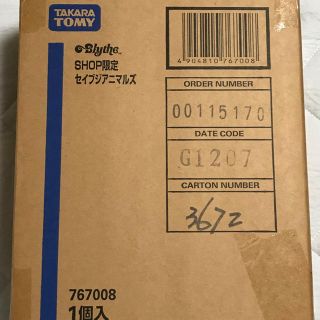 TAKARA
TOMY
Blythe
SHOP限定
セイブジアニマルズ
4 904810 767008
ORDER NUMBER
00115170
DATE CODE
G1207
CARTON NUMBER
3672
767008
1個入